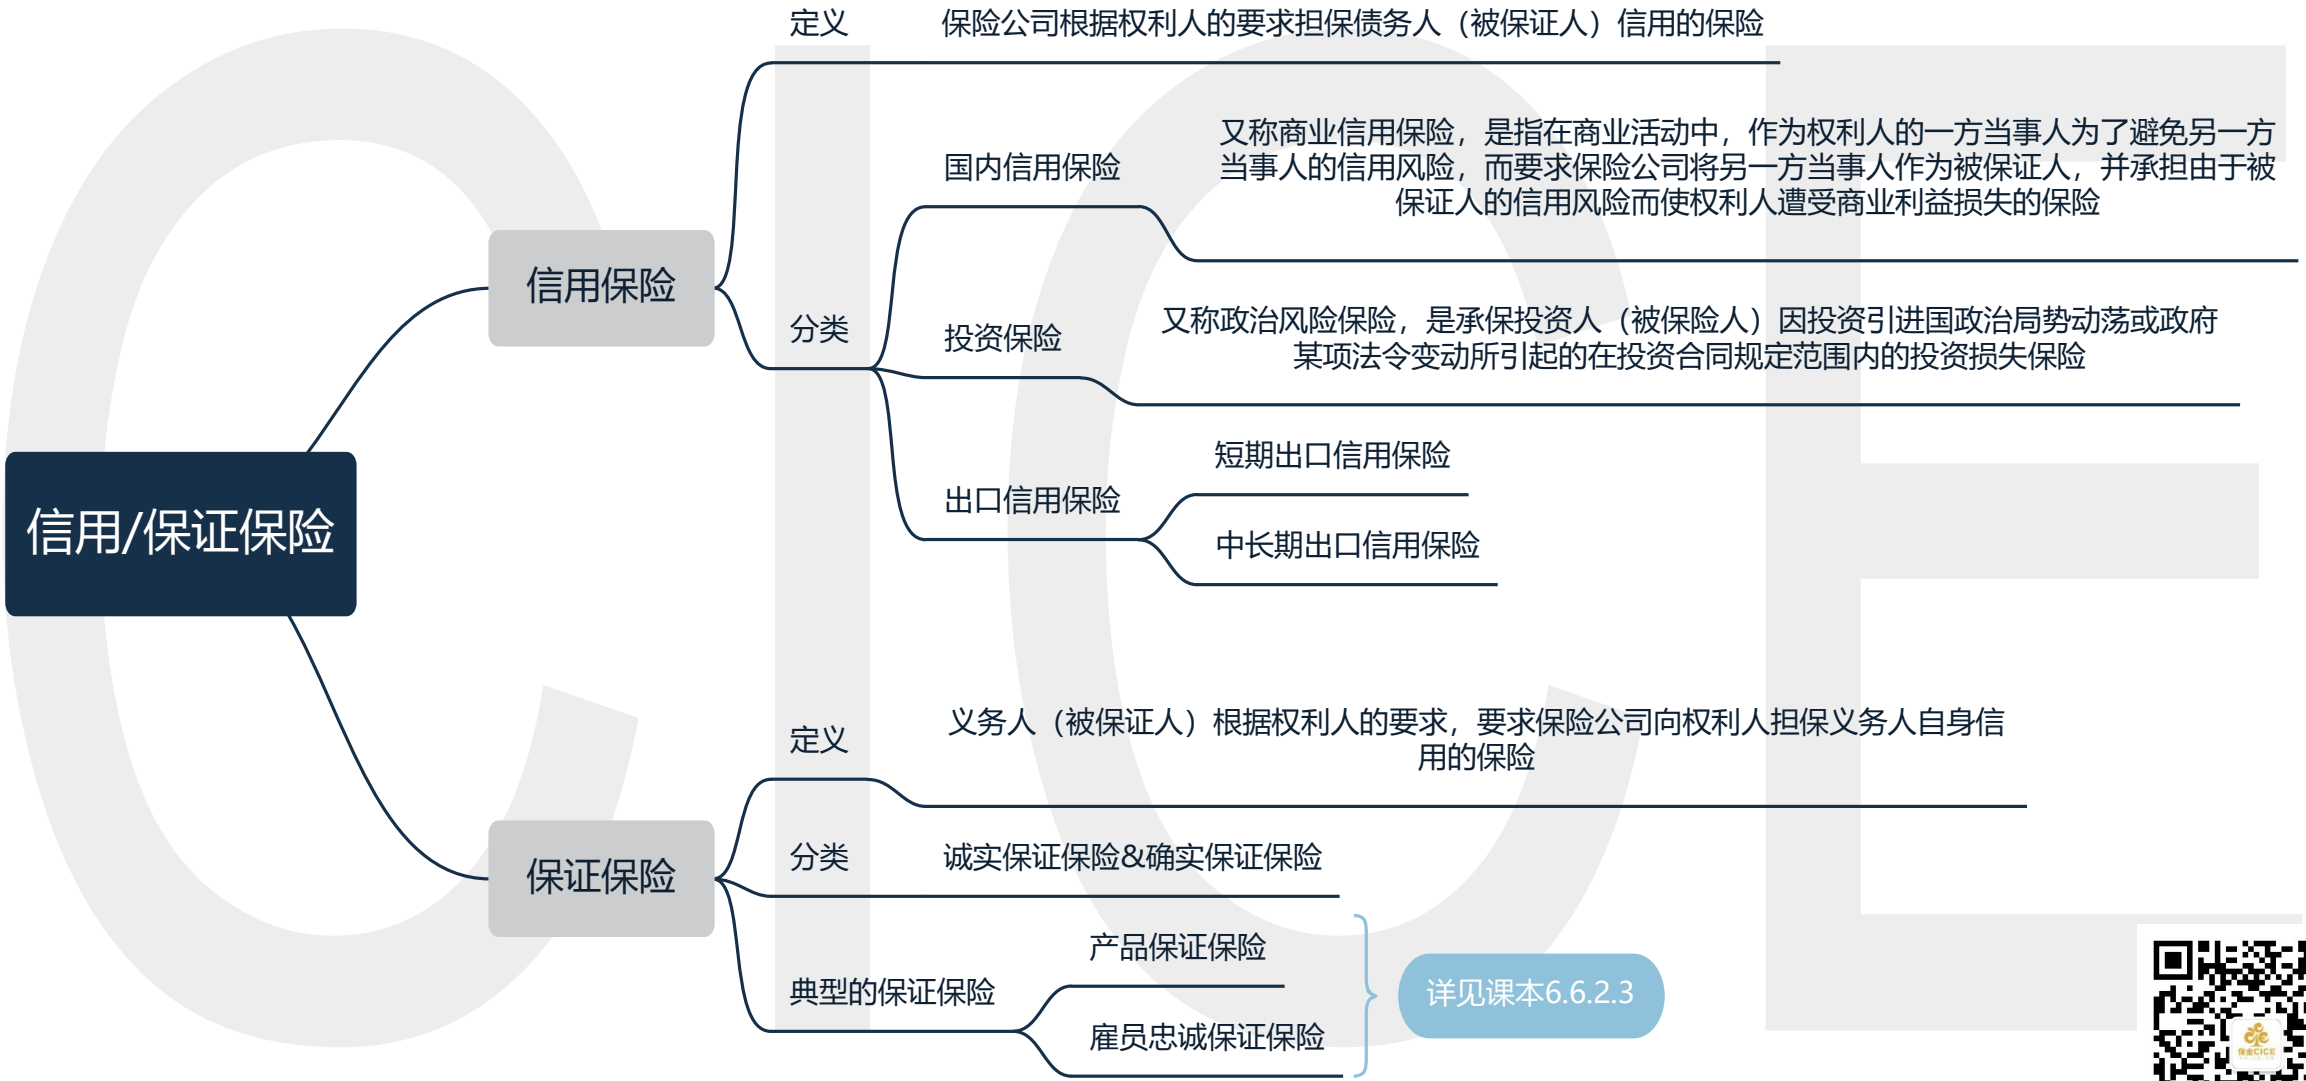 信用/保证保险
信用保险
定义
保险公司根据权利人的要求担保债务人（被保证人）信用的保险
分类
国内信用保险
又称商业信用保险，是指在商业活动中，作为权利人的一方当事人为了避免另一方
当事人的信用风险，而要求保险公司将另一方当事人作为被保证人，并承担由于被
保证人的信用风险而使权利人遭受商业利益损失的保险
投资保险
又称政治风险保险，是承保投资人（被保险人）因投资引进国政治局势动荡或政府
某项法令变动所引起的在投资合同规定范围内的投资损失保险
出口信用保险
短期出口信用保险
中长期出口信用保险
保证保险
定义
义务人（被保证人）根据权利人的要求，要求保险公司向权利人担保义务人自身信
用的保险
分类
诚实保证保险&确实保证保险
典型的保证保险
产品保证保险
雇员忠诚保证保险
详见课本6.6.2.3
CICE
保金CICE